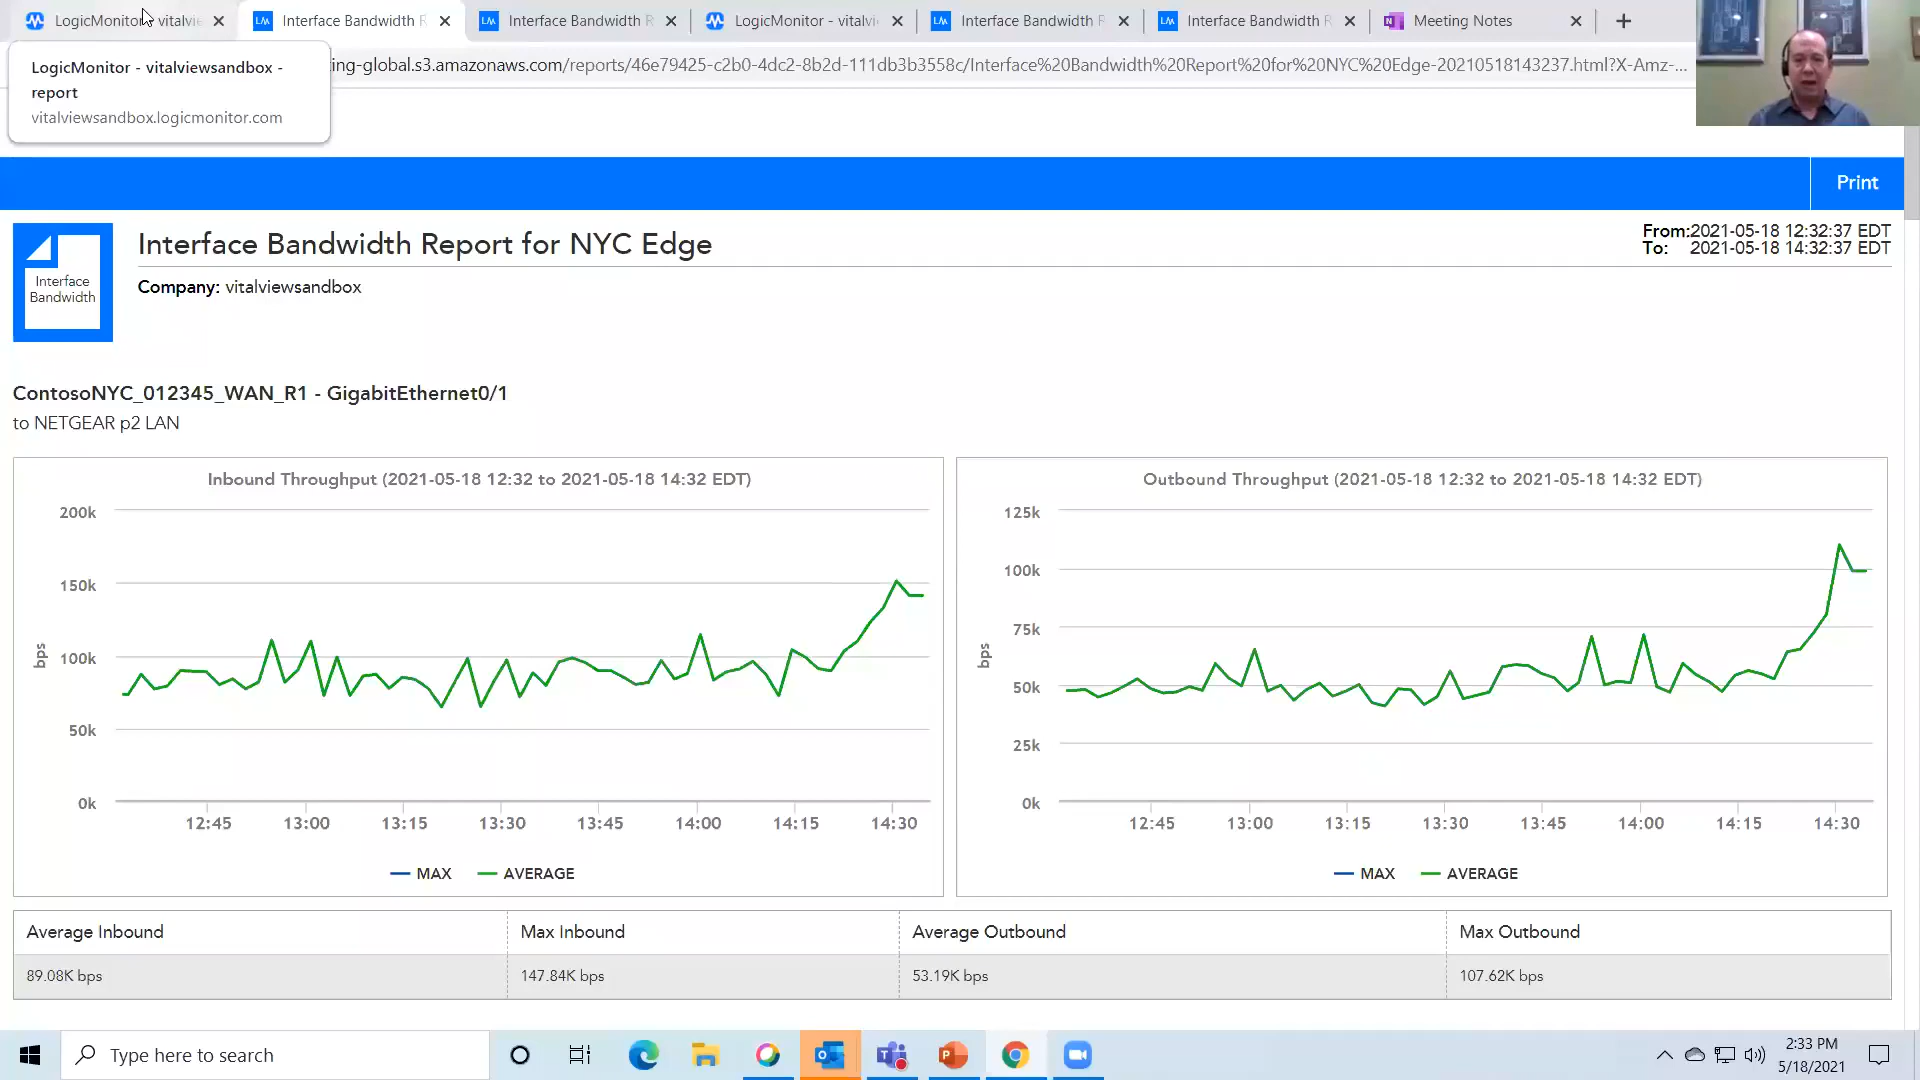 LogicMonitor - vitalvie
Interface Bandwidth R
Interface Bandwidth R
LogicMonitor - vitalvi
Interface Bandwidth R
Interface Bandwidth R
Meeting Notes
LogicMonitor - vitalviewsandbox -
report
vitalviewsandbox.logicmonitor.com
ing-global.s3.amazonaws.com/reports/46e79425-c2b0-4dc2-8b2d-111db3b3558c/Interface%20Bandwidth%20Report%20for%20NYC%20Edge-20210518143237.html?X-Amz-...
Print
Interface
Bandwidth
Interface Bandwidth Report for NYC Edge
From:2021-05-18 12:32:37 EDT
To: 2021-05-18 14:32:37 EDT
Company: vitalviewsandbox
ContosoNYC_012345_WAN_R1 - GigabitEthernet0/1
to NETGEAR p2 LAN
Inbound Throughput (2021-05-18 12:32 to 2021-05-18 14:32 EDT)
200k
150k
100k
50k
0k
bps
12:45 13:00 13:15 13:30 13:45 14:00 14:15 14:30
MAX AVERAGE
Outbound Throughput (2021-05-18 12:32 to 2021-05-18 14:32 EDT)
125k
100k
75k
50k
25k
0k
bps
12:45 13:00 13:15 13:30 13:45 14:00 14:15 14:30
MAX AVERAGE
Average Inbound Max Inbound Average Outbound Max Outbound
89.08K bps 147.84K bps 53.19K bps 107.62K bps
Type here to search
2:33 PM
5/18/2021